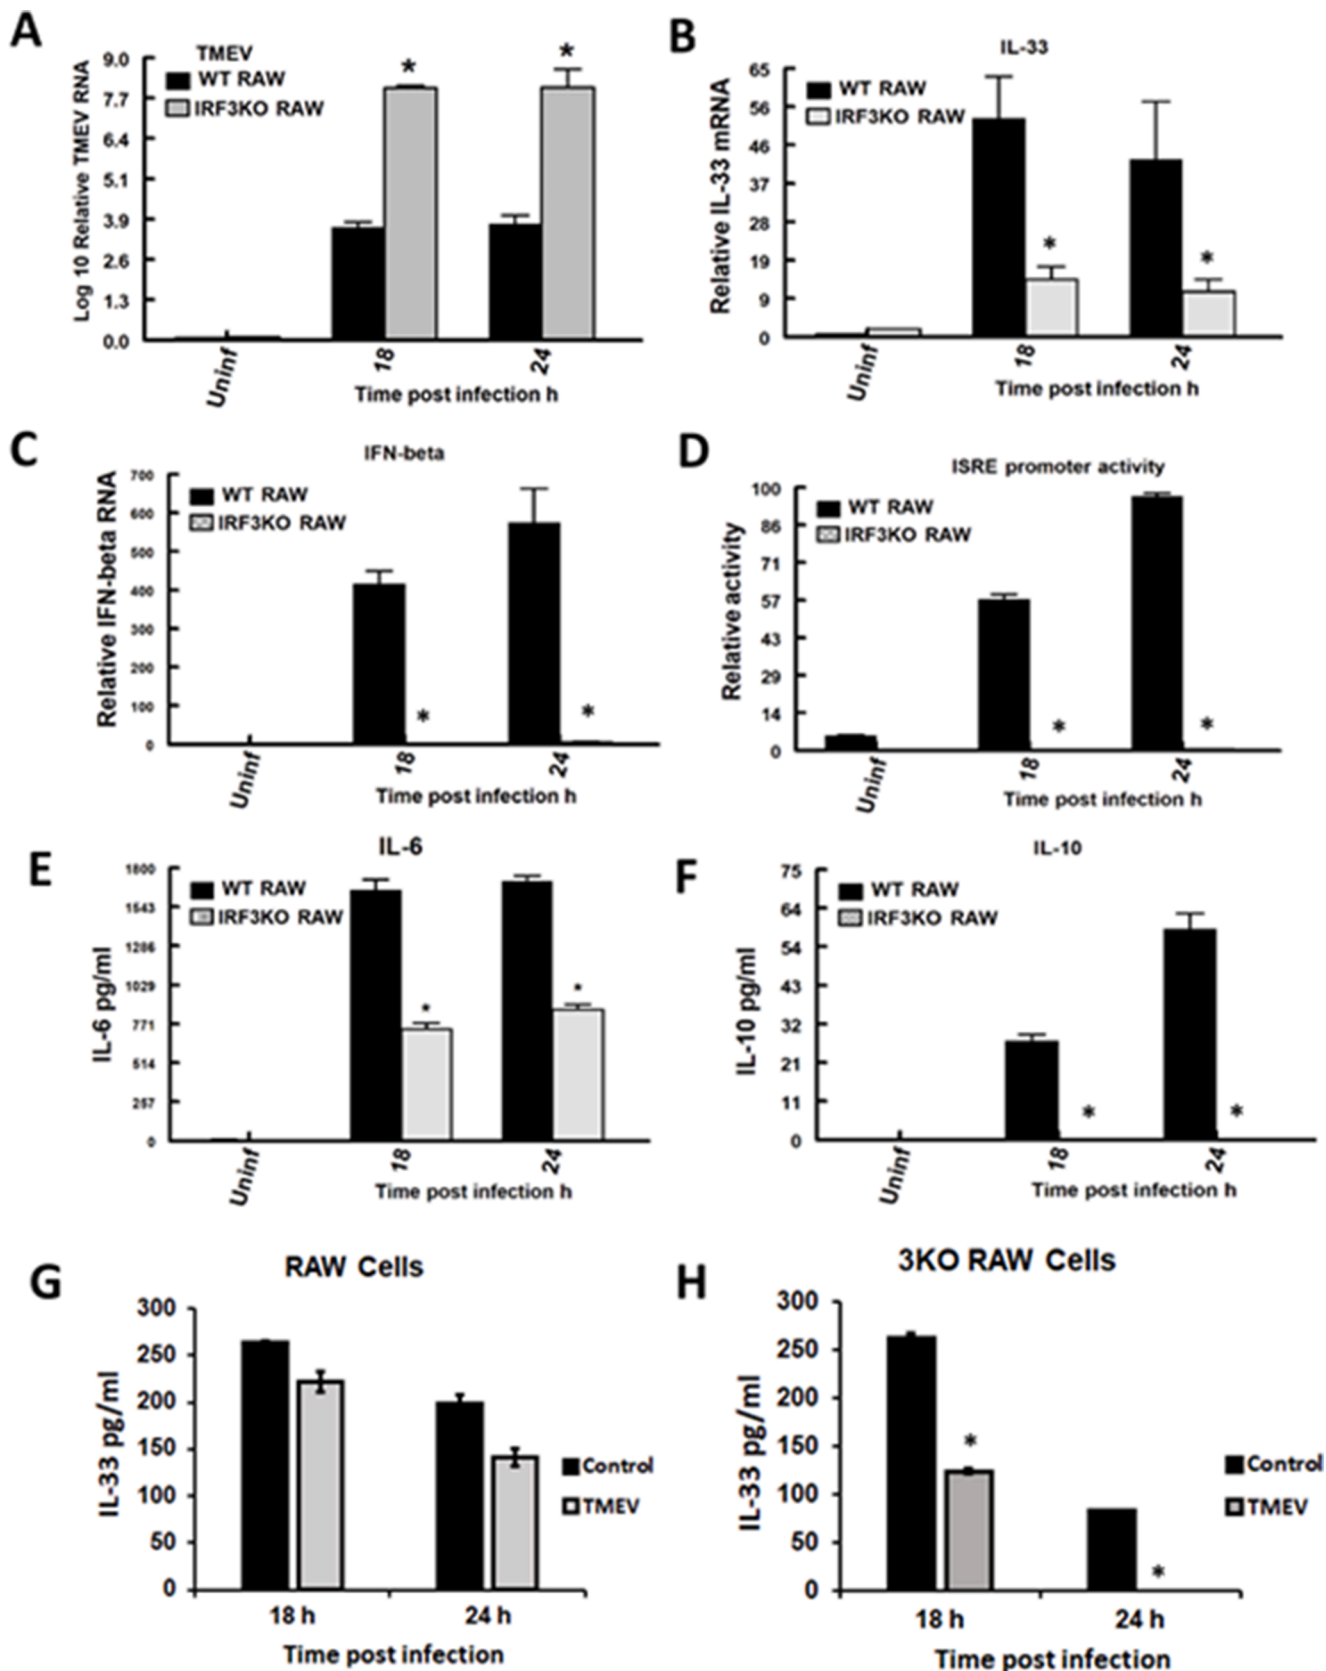 A
TMEV
WT RAW
IRF3KO RAW
Log 10 Relative TMEV RNA
9.0
7.7
6.4
5.1
3.9
2.6
1.3
0.0
*
*
Uninf
18
24
Time post infection h
B
IL-33
WT RAW
IRF3KO RAW
Relative IL-33 mRNA
65
56
46
37
28
19
9
0
*
*
Uninf
18
24
Time post infection h
C
IFN-beta
WT RAW
IRF3KO RAW
Relative IFN-beta RNA
700
600
500
400
300
200
100
0
*
*
Uninf
18
24
Time post infection h
D
ISRE promoter activity
WT RAW
IRF3KO RAW
Relative activity
100
86
71
57
43
29
14
0
*
*
Uninf
18
24
Time post infection h
E
IL-6
WT RAW
IRF3KO RAW
IL-6 pg/ml
1800
1543
1286
1029
771
514
257
0
*
*
Uninf
18
24
Time post infection h
F
IL-10
WT RAW
IRF3KO RAW
IL-10 pg/ml
75
64
54
43
32
21
11
0
*
*
Uninf
18
24
Time post infection h
G
RAW Cells
IL-33 pg/ml
300
250
200
150
100
50
0
Control
TMEV
18 h
24 h
Time post infection
H
3KO RAW Cells
IL-33 pg/ml
300
250
200
150
100
50
0
*
*
Control
TMEV
18 h
24 h
Time post infection